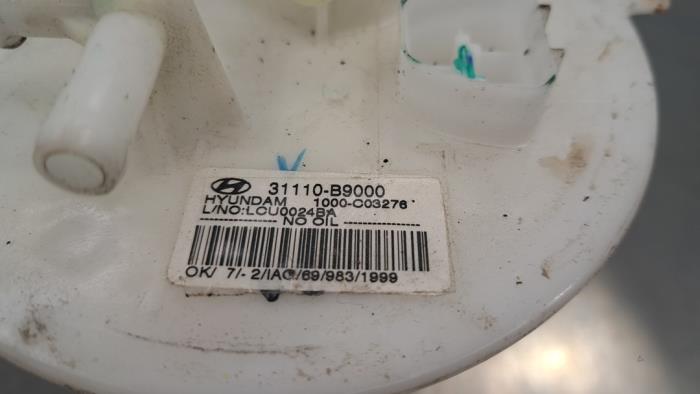 31110-B9000
HYUNDAM 1000-C03276
L/NO:LCU0024BA
NO OIL
OK/ 7/- 2/IAC/69/983/1999